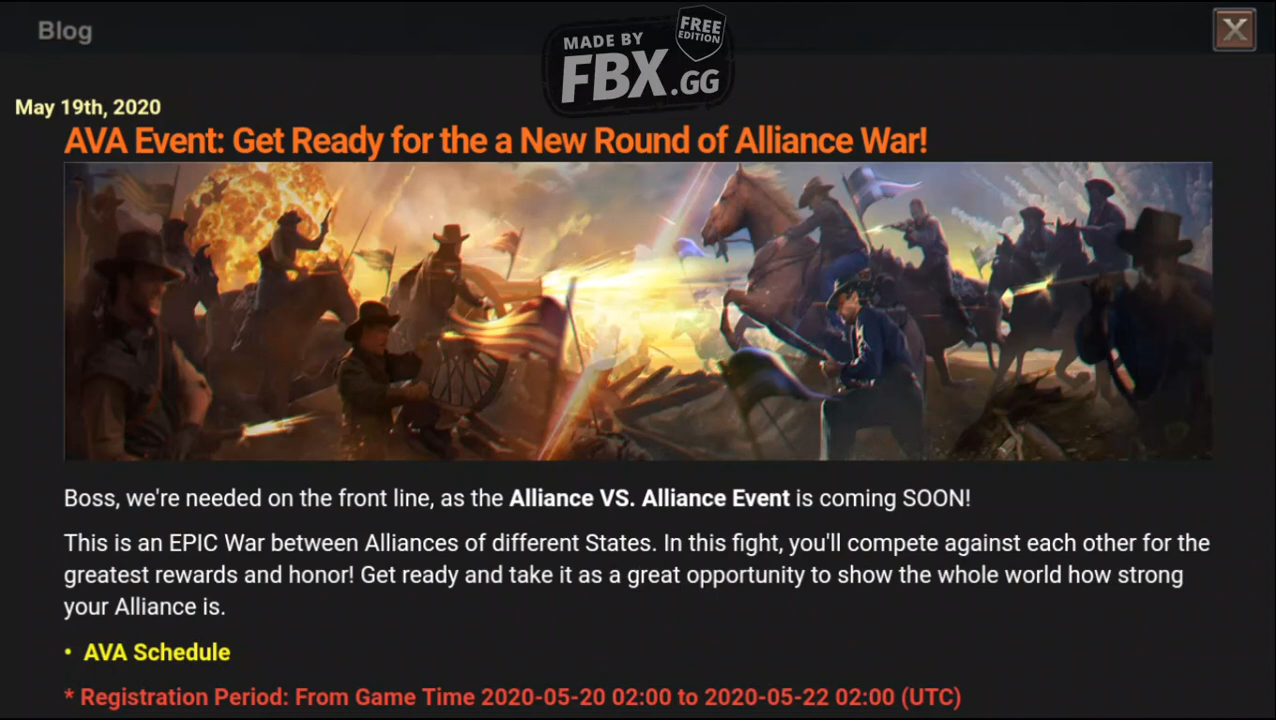 Blog
MADE BY
FREE
EDITION
FBX.GG
X
May 19th, 2020
AVA Event: Get Ready for the a New Round of Alliance War!
Boss, we're needed on the front line, as the Alliance VS. Alliance Event is coming SOON!
This is an EPIC War between Alliances of different States. In this fight, you'll compete against each other for the
greatest rewards and honor! Get ready and take it as a great opportunity to show the whole world how strong
your Alliance is.
• AVA Schedule
* Registration Period: From Game Time 2020-05-20 02:00 to 2020-05-22 02:00 (UTC)